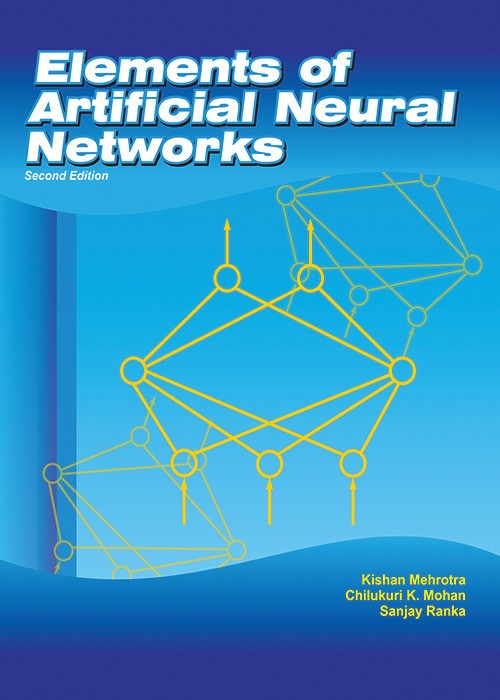 Elements of
Artificial Neural
Networks
Second Edition
Kishan Mehrotra
Chilukuri K. Mohan
Sanjay Ranka